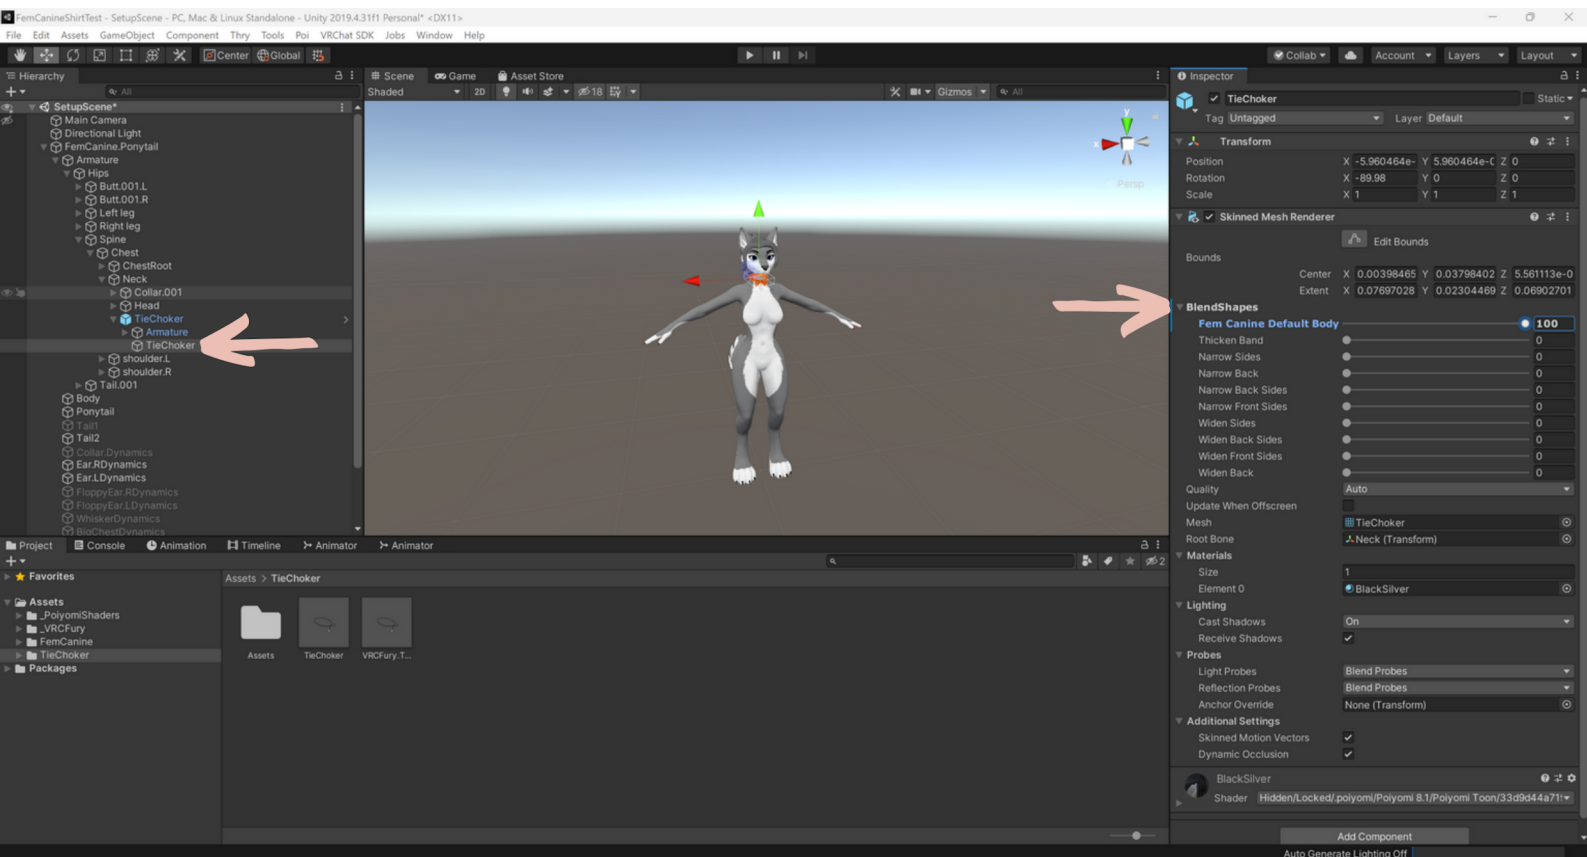 FemCanineShirtTest - SetupScene - PC, Mac & Linux Standalone - Unity 2019.4.31f1 Personal* <DX11>
File Edit Assets GameObject Component Thry Tools Poi VRChat SDK Jobs Window Help
Center Global Collab Account Layers Layout
Hierarchy
All
SetupScene*
Main Camera
Directional Light
FemCanine.Ponytail
Armature
Hips
Butt.001.L
Butt.001.R
Left leg
Right leg
Spine
Chest
ChestRoot
Neck
Collar.001
Head
TieChoker
Armature
TieChoker
shoulder.L
shoulder.R
Tail.001
Body
Ponytail
Tail1
Tail2
Collar.Dynamics
Ear.RDynamics
Ear.LDynamics
FloppyEar.RDynamics
FloppyEar.LDynamics
WhiskerDynamics
BigChestDynamics
Scene Game Asset Store
Shaded 2D 18 Gizmos All
y
x
Persp
Project Console Animation Timeline Animator Animator
2
Favorites
Assets
_PoiyomiShaders
_VRCFury
FemCanine
TieChoker
Packages
Assets > TieChoker
Assets TieChoker VRCFury.T...
Inspector
TieChoker Static
Tag Untagged Layer Default
Transform
Position X -5.960464e- Y 5.960464e-0 Z 0
Rotation X -89.98 Y 0 Z 0
Scale X 1 Y 1 Z 1
Skinned Mesh Renderer
Edit Bounds
Bounds
Center X 0.00398465 Y 0.03798402 Z 5.561113e-0
Extent X 0.07697028 Y 0.02304469 Z 0.06902701
BlendShapes
Fem Canine Default Body 100
Thicken Band 0
Narrow Sides 0
Narrow Back 0
Narrow Back Sides 0
Narrow Front Sides 0
Widen Sides 0
Widen Back Sides 0
Widen Front Sides 0
Widen Back 0
Quality Auto
Update When Offscreen
Mesh TieChoker
Root Bone Neck (Transform)
Materials
Size 1
Element 0 BlackSilver
Lighting
Cast Shadows On
Receive Shadows
Probes
Light Probes Blend Probes
Reflection Probes Blend Probes
Anchor Override None (Transform)
Additional Settings
Skinned Motion Vectors
Dynamic Occlusion
BlackSilver
Shader Hidden/Locked/.poiyomi/Poiyomi 8.1/Poiyomi Toon/33d9d44a71
Add Component
Auto Generate Lighting Off